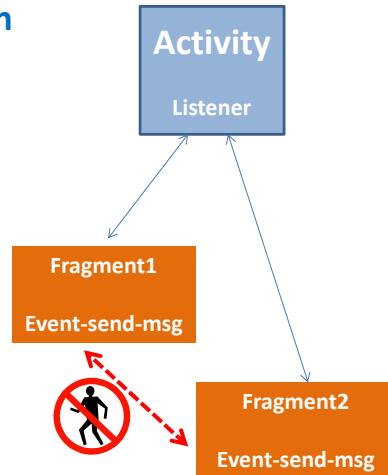 n
Activity
Listener
Fragment1
Event-send-msg
Fragment2
Event-send-msg